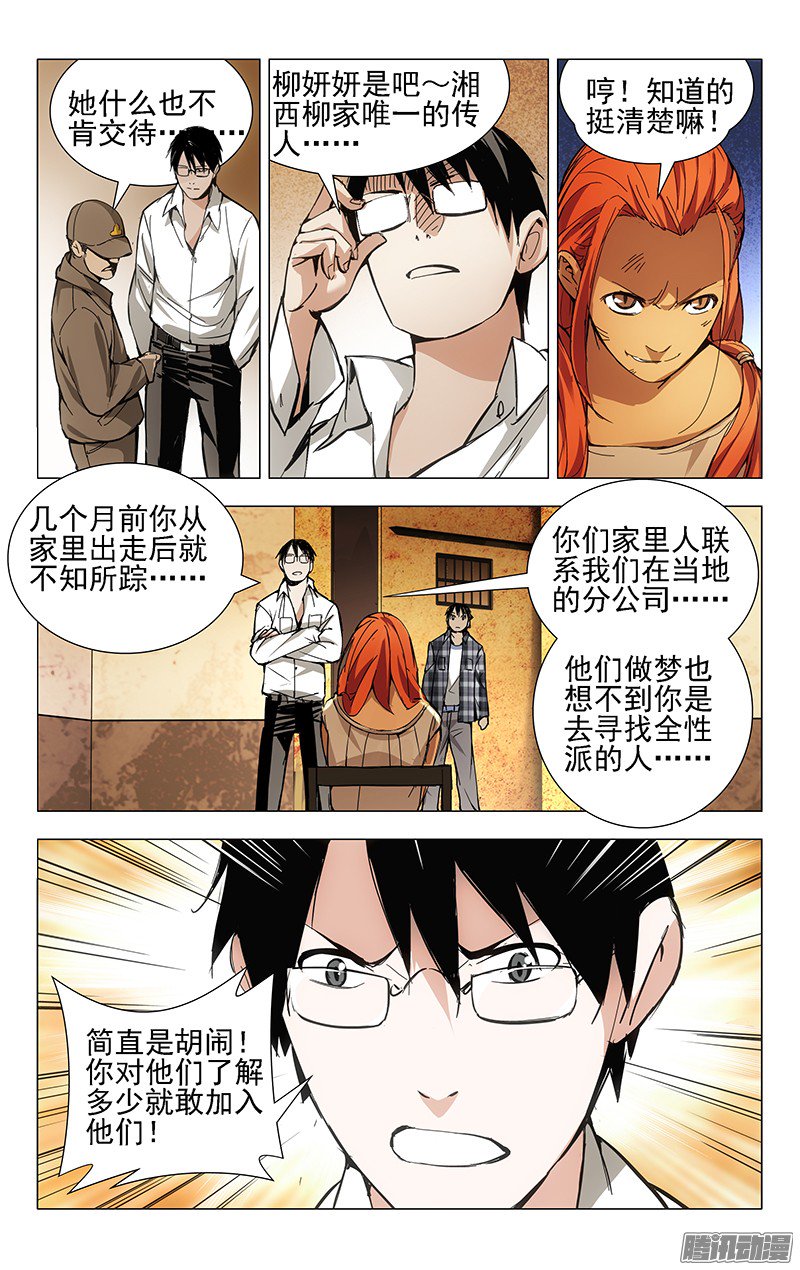 她什么也不
肯交待………
柳妍妍是吧～湘
西柳家唯一的传
人……
哼！知道的
挺清楚嘛！
几个月前你从
家里出走后就
不知所踪……
你们家里人联
系我们在当地
的分公司……
他们做梦也
想不到你是
去寻找全性
派的人……
简直是胡闹！
你对他们了解
多少就敢加入
他们！
腾讯动漫